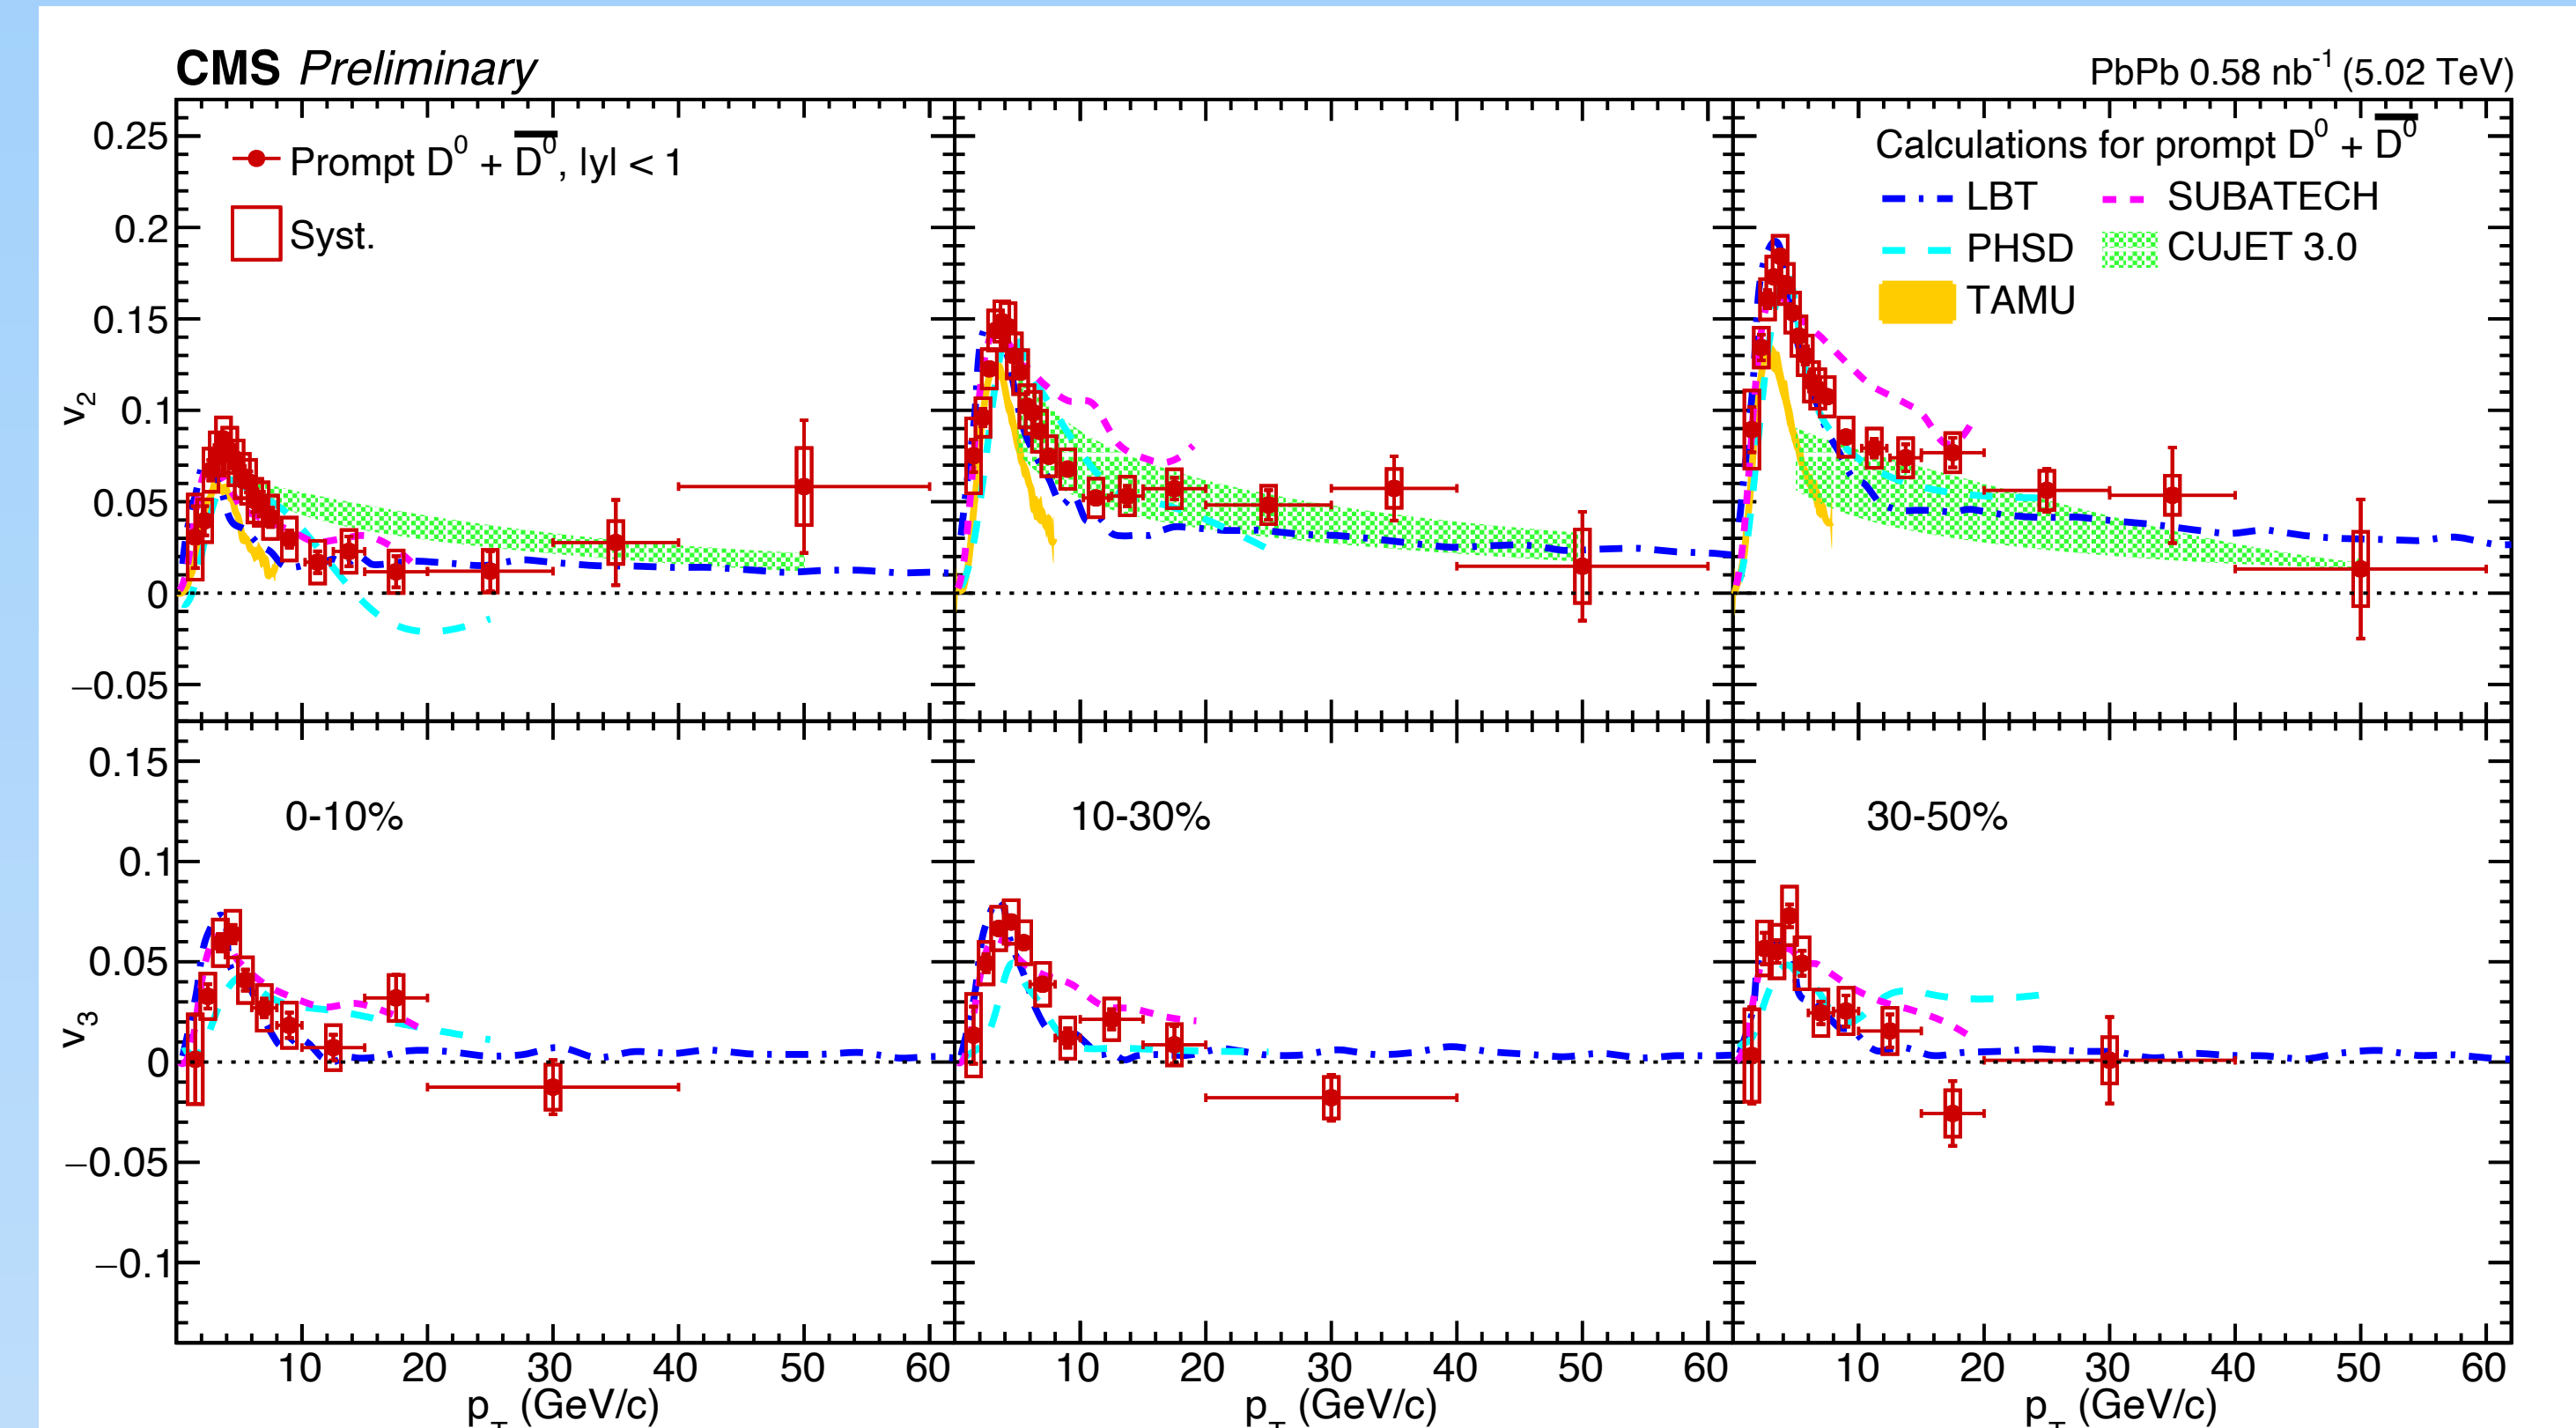 CMS Preliminary
PbPb 0.58 nb⁻¹ (5.02 TeV)
Prompt D⁰ + D̅⁰, |y| < 1
Syst.
Calculations for prompt D⁰ + D̅⁰
LBT
SUBATECH
PHSD
CUJET 3.0
TAMU
v₂
0.25
0.2
0.15
0.1
0.05
0
−0.05
0-10%
10-30%
30-50%
v₃
0.15
0.1
0.05
0
−0.05
−0.1
10 20 30 40 50 60 10 20 30 40 50 60 10 20 30 40 50 60
p_T (GeV/c) p_T (GeV/c) p_T (GeV/c)